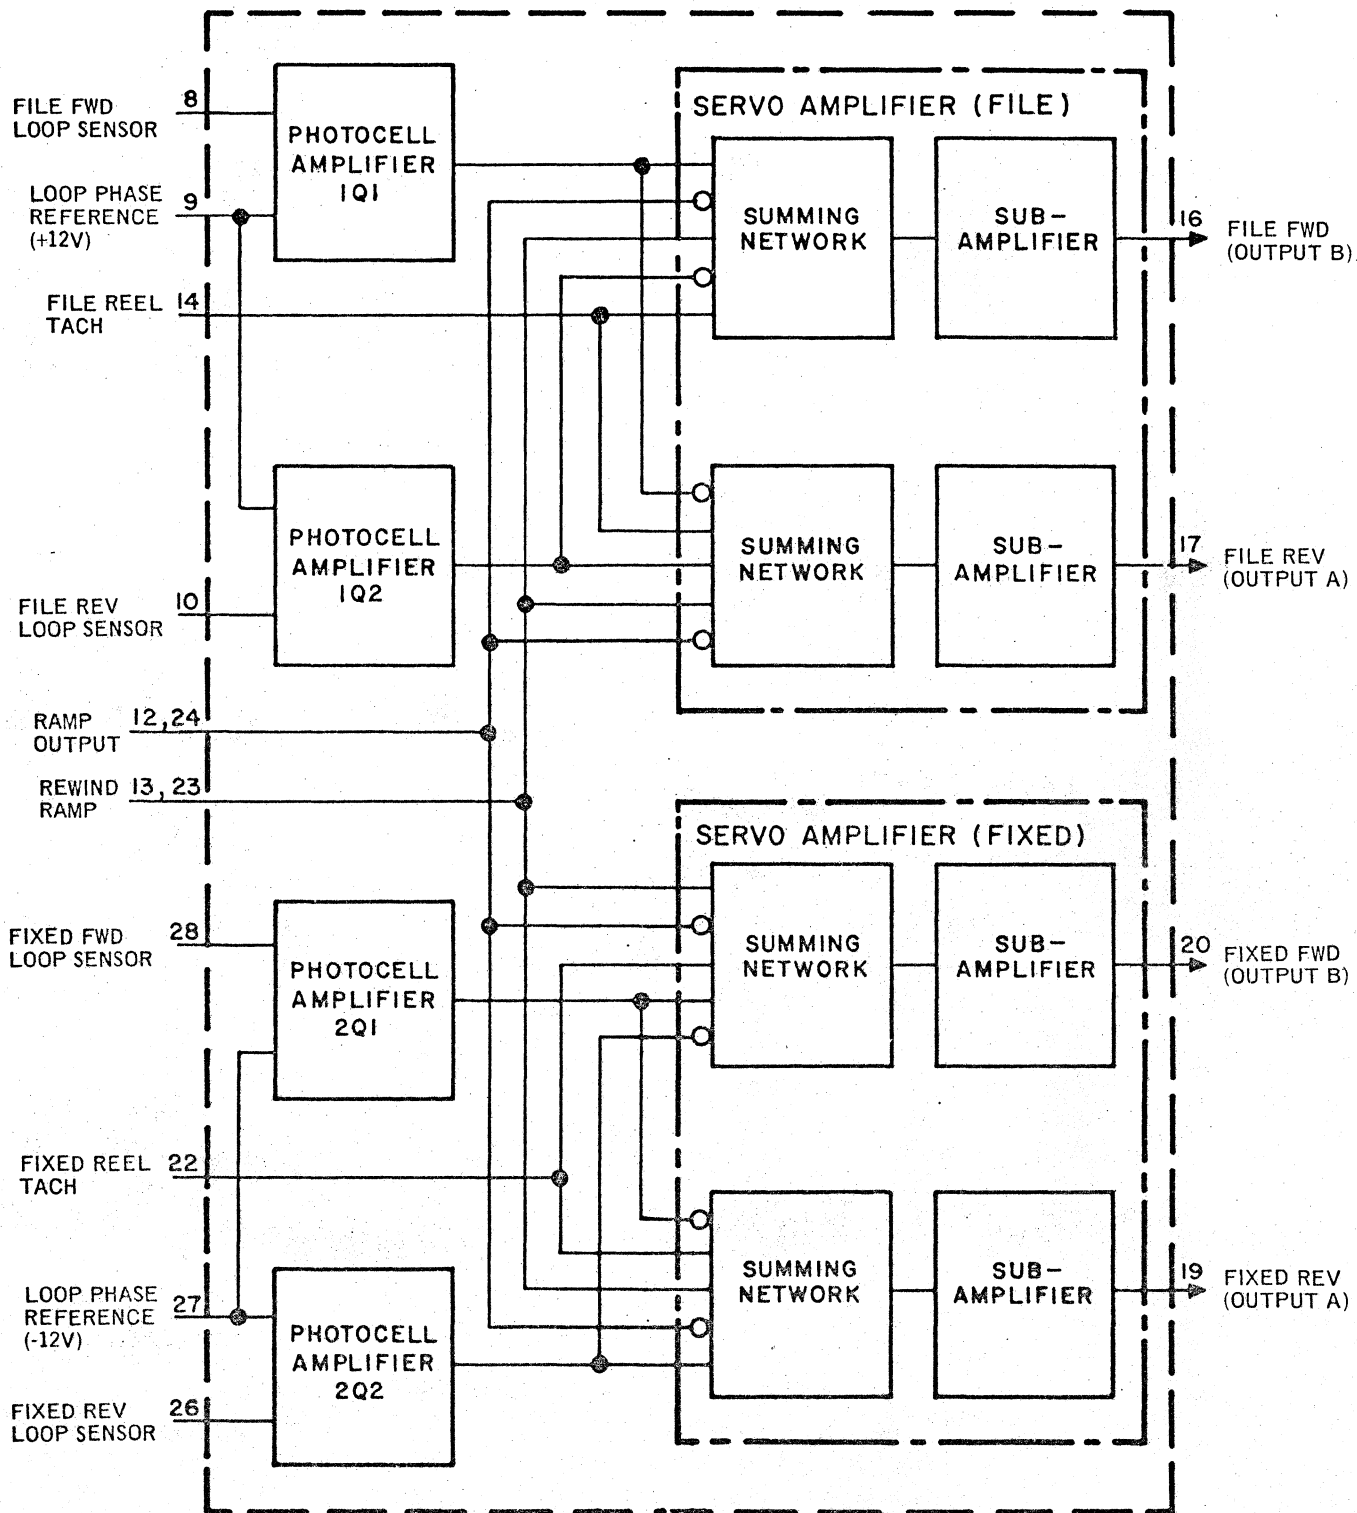 FILE FWD
LOOP SENSOR
8
LOOP PHASE
REFERENCE
(+12V)
9
FILE REEL
TACH
14
FILE REV
LOOP SENSOR
10
RAMP
OUTPUT
12,24
REWIND
RAMP
13,23
FIXED FWD
LOOP SENSOR
28
FIXED REEL
TACH
22
LOOP PHASE
REFERENCE
(-12V)
27
FIXED REV
LOOP SENSOR
26
PHOTOCELL
AMPLIFIER
1Q1
PHOTOCELL
AMPLIFIER
1Q2
PHOTOCELL
AMPLIFIER
2Q1
PHOTOCELL
AMPLIFIER
2Q2
SERVO AMPLIFIER (FILE)
SUMMING
NETWORK
SUB-
AMPLIFIER
16
FILE FWD
(OUTPUT B)
SUMMING
NETWORK
SUB-
AMPLIFIER
17
FILE REV
(OUTPUT A)
SERVO AMPLIFIER (FIXED)
SUMMING
NETWORK
SUB-
AMPLIFIER
20
FIXED FWD
(OUTPUT B)
SUMMING
NETWORK
SUB-
AMPLIFIER
19
FIXED REV
(OUTPUT A)